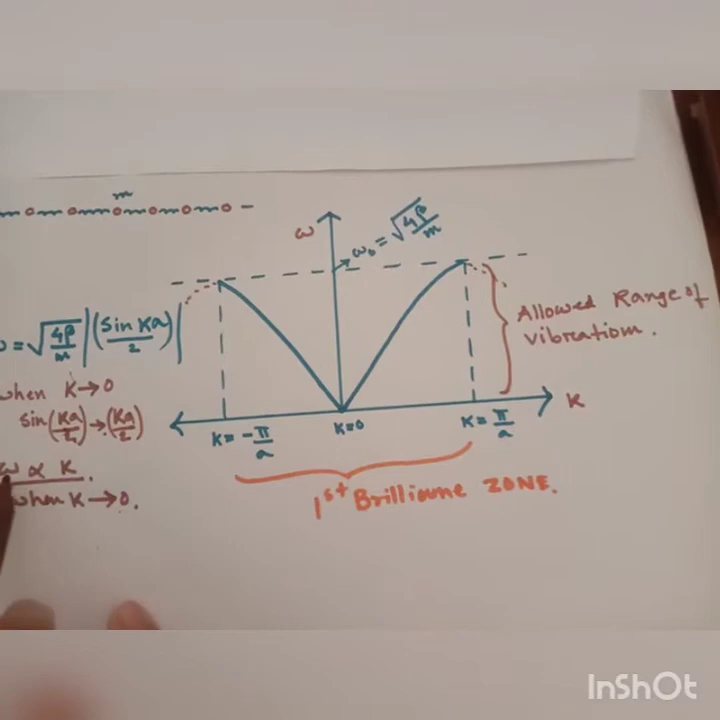 m
ω
ω₀ = √(4β/m)
ω = √(4β/m) |(Sin Ka)/2|
Allowed Range of
vibration.
when K→0
Sin(Ka/2)→(Ka/2)
ω ∝ K.
when K→0.
K
K = -π/a
K=0
K = π/a
1st Brilloune ZONE.
InShOt